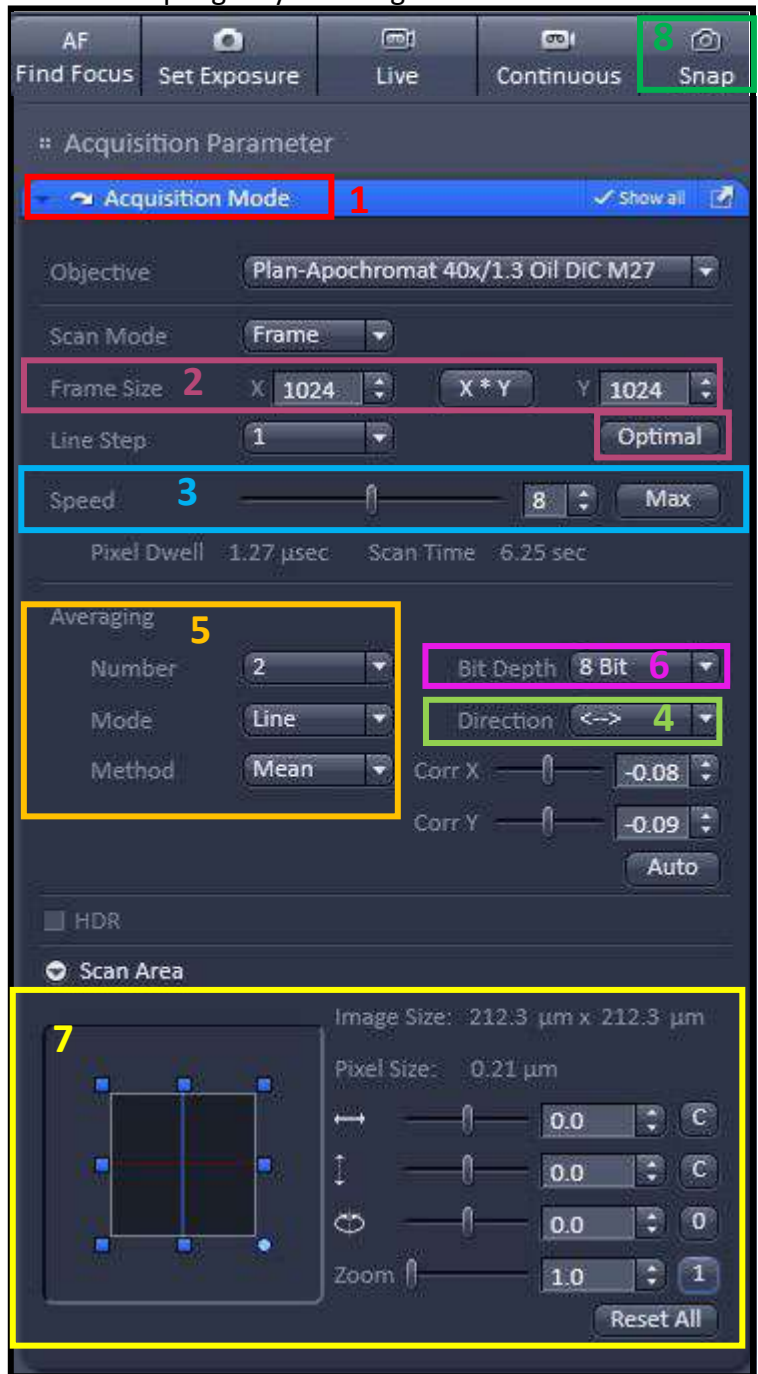 AF Find Focus
Set Exposure
Live
Continuous
8
Snap
Acquisition Parameter
Acquisition Mode 1 ✓ Show all
Objective Plan-Apochromat 40x/1.3 Oil DIC M27
Scan Mode Frame
Frame Size 2 X 1024 X * Y Y 1024
Line Step 1 Optimal
Speed 3 8 Max
Pixel Dwell 1.27 µsec Scan Time 6.25 sec
Averaging 5
Number 2 Bit Depth 8 Bit 6
Mode Line Direction <--> 4
Method Mean Corr X -0.08
Corr Y -0.09
Auto
HDR
Scan Area
7 Image Size: 212.3 µm x 212.3 µm
Pixel Size: 0.21 µm
0.0 C
0.0 C
0.0 0
Zoom 1.0 1
Reset All